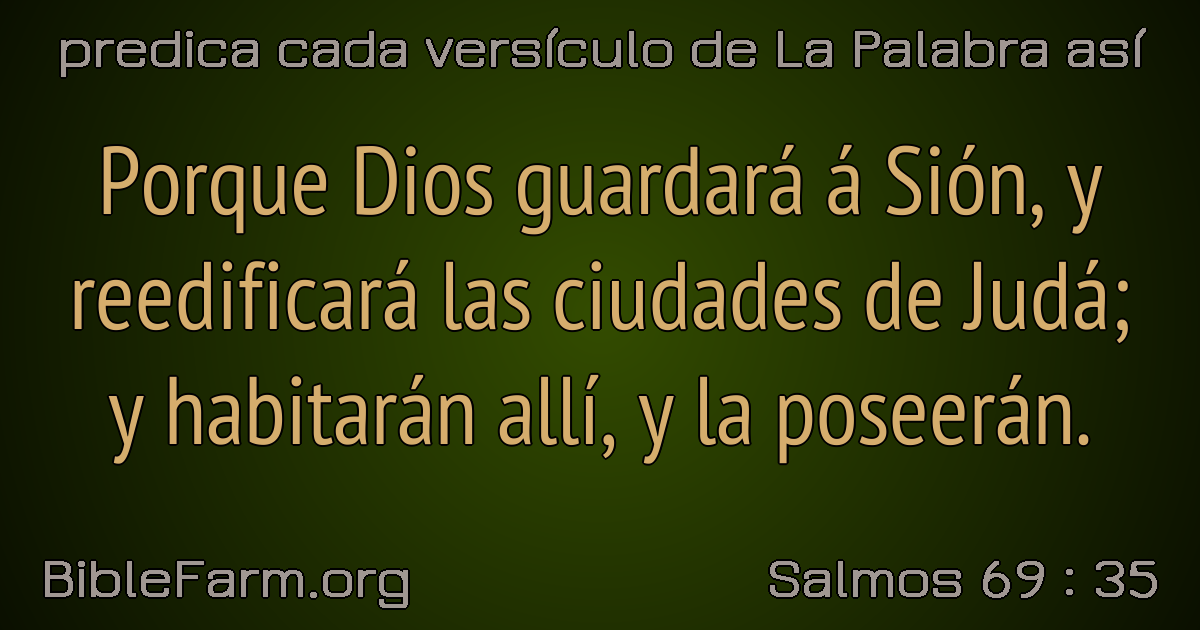 predica cada versículo de La Palabra así
Porque Dios guardará á Sión, y
reedificará las ciudades de Judá;
y habitarán allí, y la poseerán.
BibleFarm.org
Salmos 69 : 35